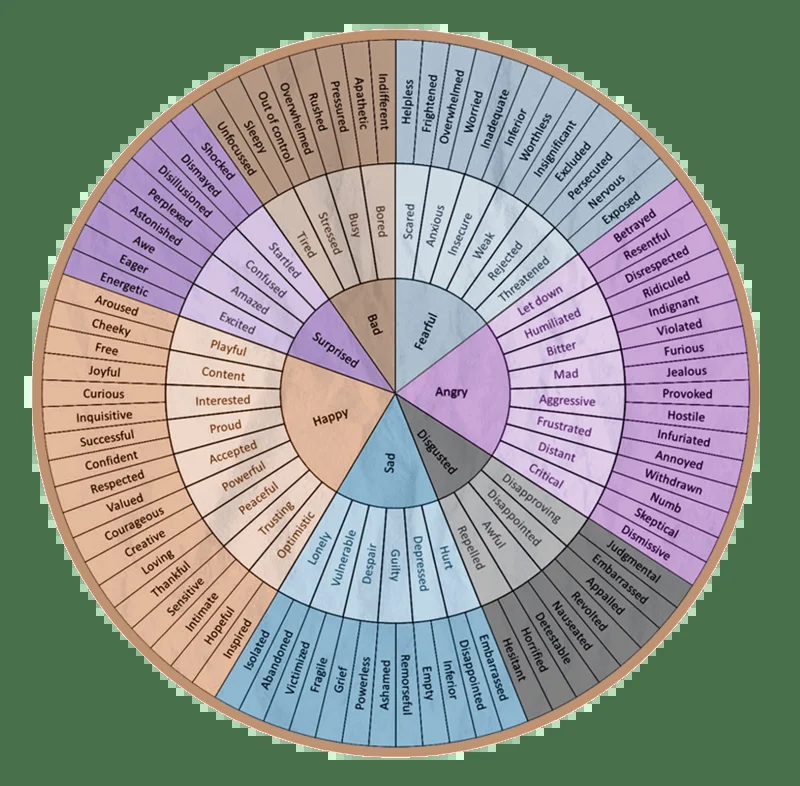 Fearful
Angry
Disgusted
Sad
Happy
Surprised
Bad
Scared
Anxious
Insecure
Weak
Rejected
Threatened
Let down
Humiliated
Bitter
Mad
Aggressive
Frustrated
Distant
Critical
Disapproving
Disappointed
Awful
Repelled
Hurt
Depressed
Guilty
Despair
Vulnerable
Lonely
Optimistic
Trusting
Peaceful
Powerful
Accepted
Proud
Interested
Content
Playful
Excited
Amazed
Confused
Startled
Tired
Stressed
Busy
Bored
Helpless
Frightened
Overwhelmed
Worried
Inadequate
Inferior
Worthless
Insignificant
Excluded
Persecuted
Nervous
Exposed
Betrayed
Resentful
Disrespected
Ridiculed
Indignant
Violated
Furious
Jealous
Provoked
Hostile
Infuriated
Annoyed
Withdrawn
Numb
Skeptical
Dismissive
Judgmental
Embarrassed
Appalled
Revolted
Nauseated
Detestable
Horrified
Hesitant
Embarrassed
Disappointed
Inferior
Empty
Remorseful
Ashamed
Powerless
Grief
Fragile
Victimized
Abandoned
Isolated
Inspired
Hopeful
Intimate
Sensitive
Thankful
Loving
Creative
Courageous
Valued
Respected
Confident
Successful
Inquisitive
Curious
Joyful
Free
Cheeky
Aroused
Energetic
Eager
Awe
Astonished
Perplexed
Disillusioned
Dismayed
Shocked
Unfocussed
Sleepy
Out of control
Overwhelmed
Rushed
Pressured
Apathetic
Indifferent